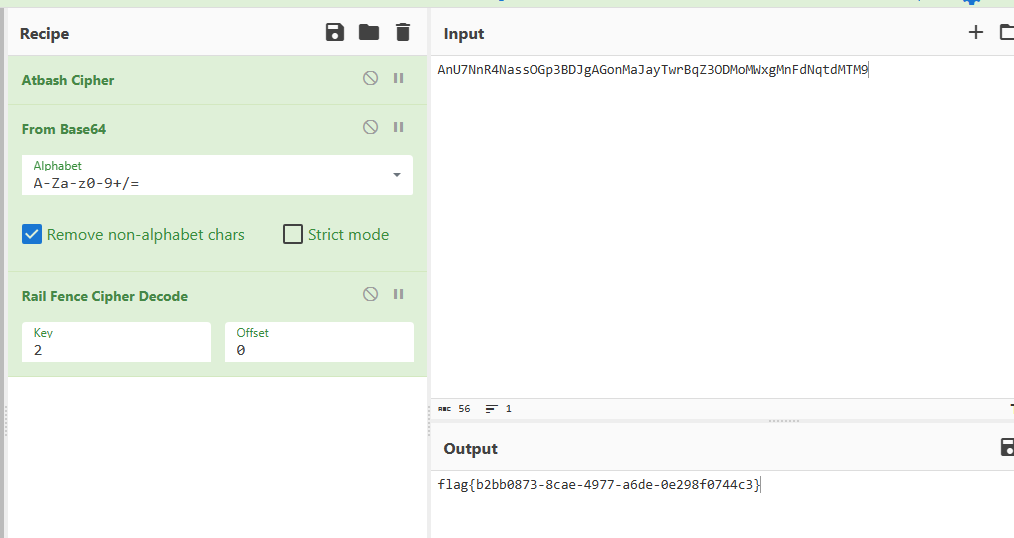 Recipe
Input
Atbash Cipher
AnU7NnR4NassOGp3BDJgAGonMaJayTwrBqZ3ODMoMWxgMnFdNqtdMTM9
From Base64
Alphabet
A-Za-z0-9+/=
Remove non-alphabet chars
Strict mode
Rail Fence Cipher Decode
Key
2
Offset
0
ABC 56
1
Output
flag{b2bb0873-8cae-4977-a6de-0e298f0744c3}